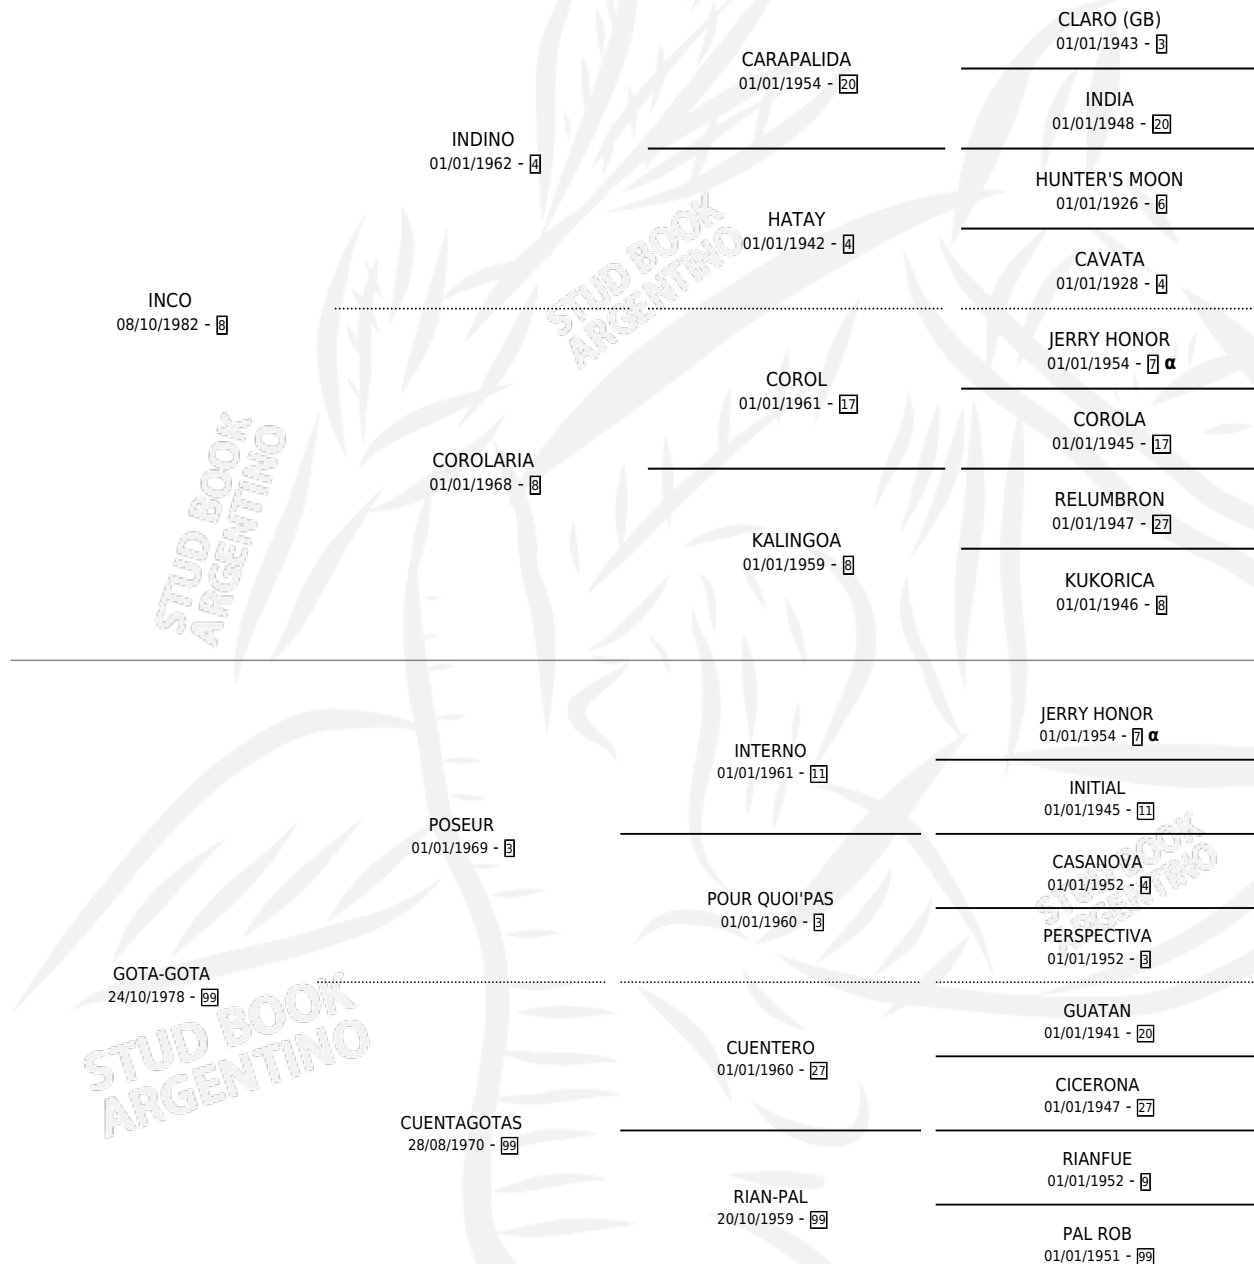 CLARO (GB)
01/01/1943 - 3
CARAPALIDA
01/01/1954 - 20
INDIA
01/01/1948 - 20
INDINO
01/01/1962 - 4
HUNTER'S MOON
01/01/1926 - 6
HATAY
01/01/1942 - 4
CAVATA
01/01/1928 - 4
INCO
08/10/1982 - 8
JERRY HONOR
01/01/1954 - 7 α
COROL
01/01/1961 - 17
COROLA
01/01/1945 - 17
COROLARIA
01/01/1968 - 8
RELUMBRON
01/01/1947 - 27
KALINGOA
01/01/1959 - 8
KUKORICA
01/01/1946 - 8
JERRY HONOR
01/01/1954 - 7 α
INTERNO
01/01/1961 - 11
INITIAL
01/01/1945 - 11
POSEUR
01/01/1969 - 3
CASANOVA
01/01/1952 - 4
POUR QUOI'PAS
01/01/1960 - 3
PERSPECTIVA
01/01/1952 - 3
GOTA-GOTA
24/10/1978 - 99
GUATAN
01/01/1941 - 20
CUENTERO
01/01/1960 - 27
CICERONA
01/01/1947 - 27
CUENTAGOTAS
28/08/1970 - 99
RIANFUE
01/01/1952 - 9
RIAN-PAL
20/10/1959 - 99
PAL ROB
01/01/1951 - 99
STUD BOOK
ARGENTINO
STUD BOOK
ARGENTINO
STUD BOOK
ARGENTINO
STUD BOOK
ARGENTINO